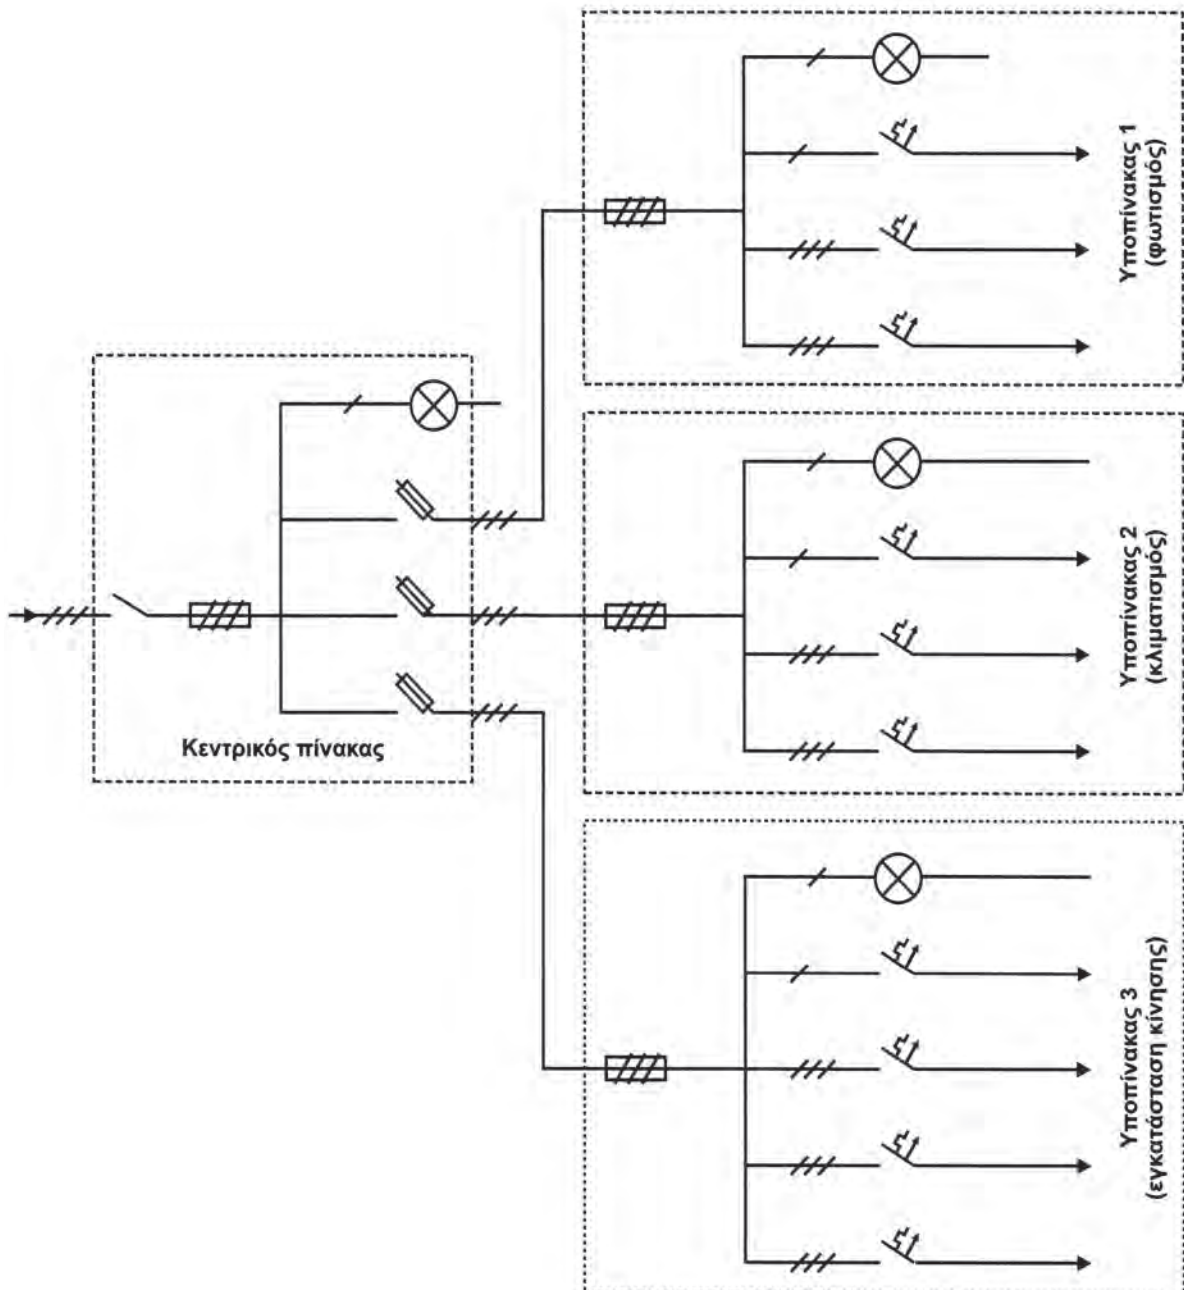 Υποπίνακας 1
(φωτισμός)
Κεντρικός πίνακας
Υποπίνακας 2
(κλιματισμός)
Υποπίνακας 3
(εγκατάσταση κίνησης)